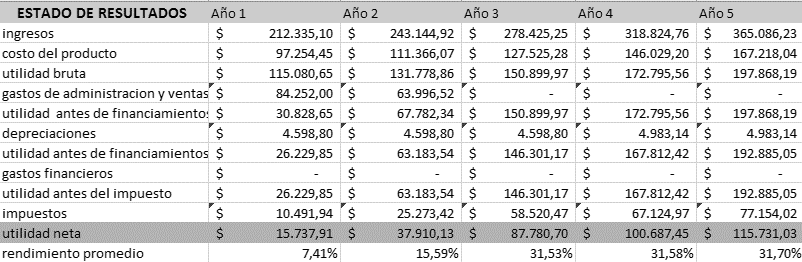 ESTADO DE RESULTADOS Año 1 Año 2 Año 3 Año 4 Año 5
ingresos $ 212.335,10 $ 243.144,92 $ 278.425,25 $ 318.824,76 $ 365.086,23
costo del producto $ 97.254,45 $ 111.366,07 $ 127.525,28 $ 146.029,20 $ 167.218,04
utilidad bruta $ 115.080,65 $ 131.778,86 $ 150.899,97 $ 172.795,56 $ 197.868,19
gastos de administracion y ventas $ 84.252,00 $ 63.996,52 $ - $ - $ -
utilidad antes de financiamientos $ 30.828,65 $ 67.782,34 $ 150.899,97 $ 172.795,56 $ 197.868,19
depreciaciones $ 4.598,80 $ 4.598,80 $ 4.598,80 $ 4.983,14 $ 4.983,14
utilidad antes de financiamientos $ 26.229,85 $ 63.183,54 $ 146.301,17 $ 167.812,42 $ 192.885,05
gastos financieros $ - $ - $ - $ - $ -
utilidad antes del impuesto $ 26.229,85 $ 63.183,54 $ 146.301,17 $ 167.812,42 $ 192.885,05
impuestos $ 10.491,94 $ 25.273,42 $ 58.520,47 $ 67.124,97 $ 77.154,02
utilidad neta $ 15.737,91 $ 37.910,13 $ 87.780,70 $ 100.687,45 $ 115.731,03
rendimiento promedio 7,41% 15,59% 31,53% 31,58% 31,70%